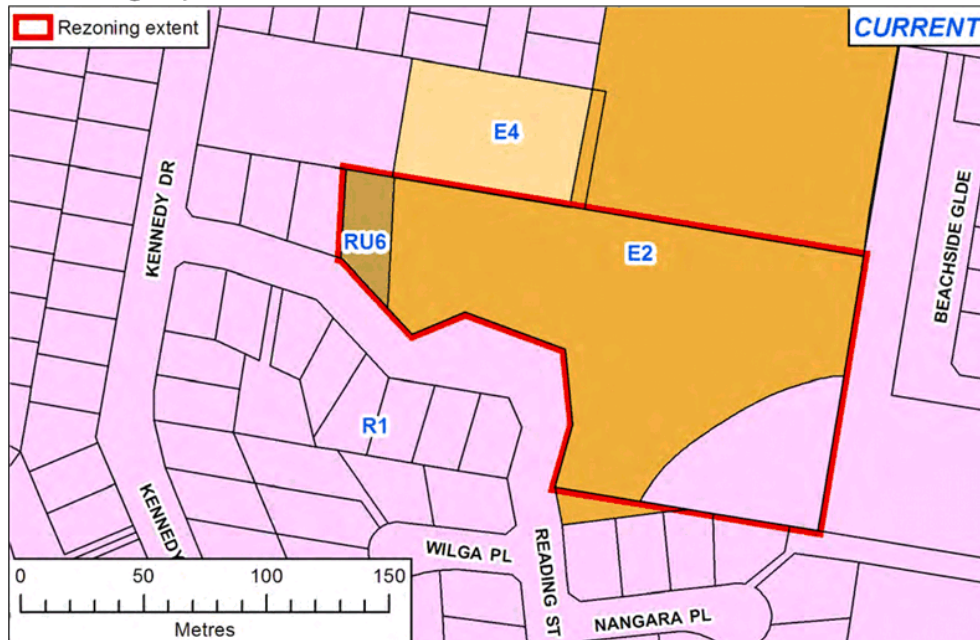 Rezoning extent
CURRENT
E4
KENNEDY DR
RU6
E2
BEACHSIDE GLDE
R1
KENNEDY
WILGA PL
READING ST
NANGARA PL
0 50 100 150
Metres